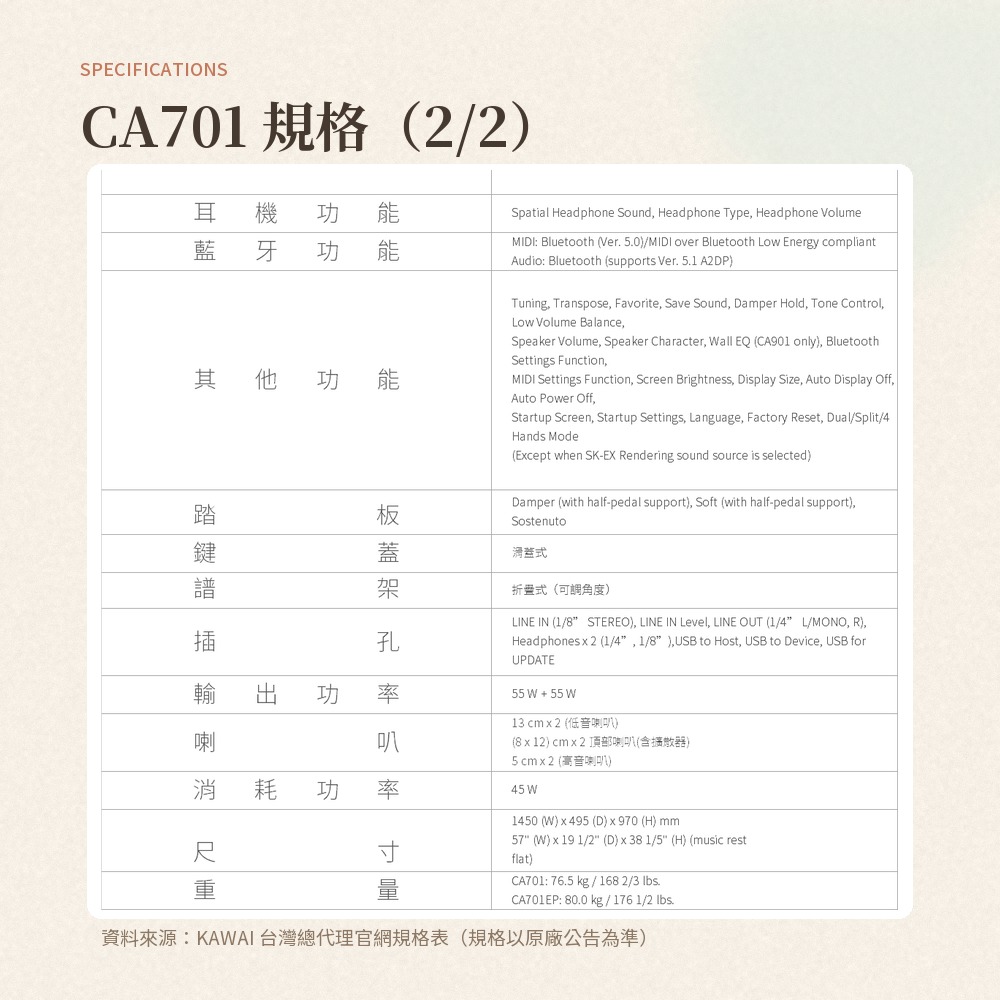 SPECIFICATIONS
CA701 規格（2/2）
耳機功能
Spatial Headphone Sound, Headphone Type, Headphone Volume
藍牙功能
MIDI: Bluetooth (Ver. 5.0)/MIDI over Bluetooth Low Energy compliant
Audio: Bluetooth (supports Ver. 5.1 A2DP)
其他功能
Tuning, Transpose, Favorite, Save Sound, Damper Hold, Tone Control,
Low Volume Balance,
Speaker Volume, Speaker Character, Wall EQ (CA901 only), Bluetooth
Settings Function,
MIDI Settings Function, Screen Brightness, Display Size, Auto Display Off,
Auto Power Off,
Startup Screen, Startup Settings, Language, Factory Reset, Dual/Split/4
Hands Mode
(Except when SK-EX Rendering sound source is selected)
踏板
Damper (with half-pedal support), Soft (with half-pedal support),
Sostenuto
鍵蓋
滑蓋式
譜架
折疊式（可調角度）
插孔
LINE IN (1/8” STEREO), LINE IN Level, LINE OUT (1/4” L/MONO, R),
Headphones x 2 (1/4”, 1/8”),USB to Host, USB to Device, USB for
UPDATE
輸出功率
55 W + 55 W
喇叭
13 cm x 2 (低音喇叭)
(8 x 12) cm x 2 頂部喇叭(含擴散器)
5 cm x 2 (高音喇叭)
消耗功率
45 W
尺寸
1450 (W) x 495 (D) x 970 (H) mm
57" (W) x 19 1/2" (D) x 38 1/5" (H) (music rest
flat)
重量
CA701: 76.5 kg / 168 2/3 lbs.
CA701EP: 80.0 kg / 176 1/2 lbs.
資料來源：KAWAI 台灣總代理官網規格表（規格以原廠公告為準）